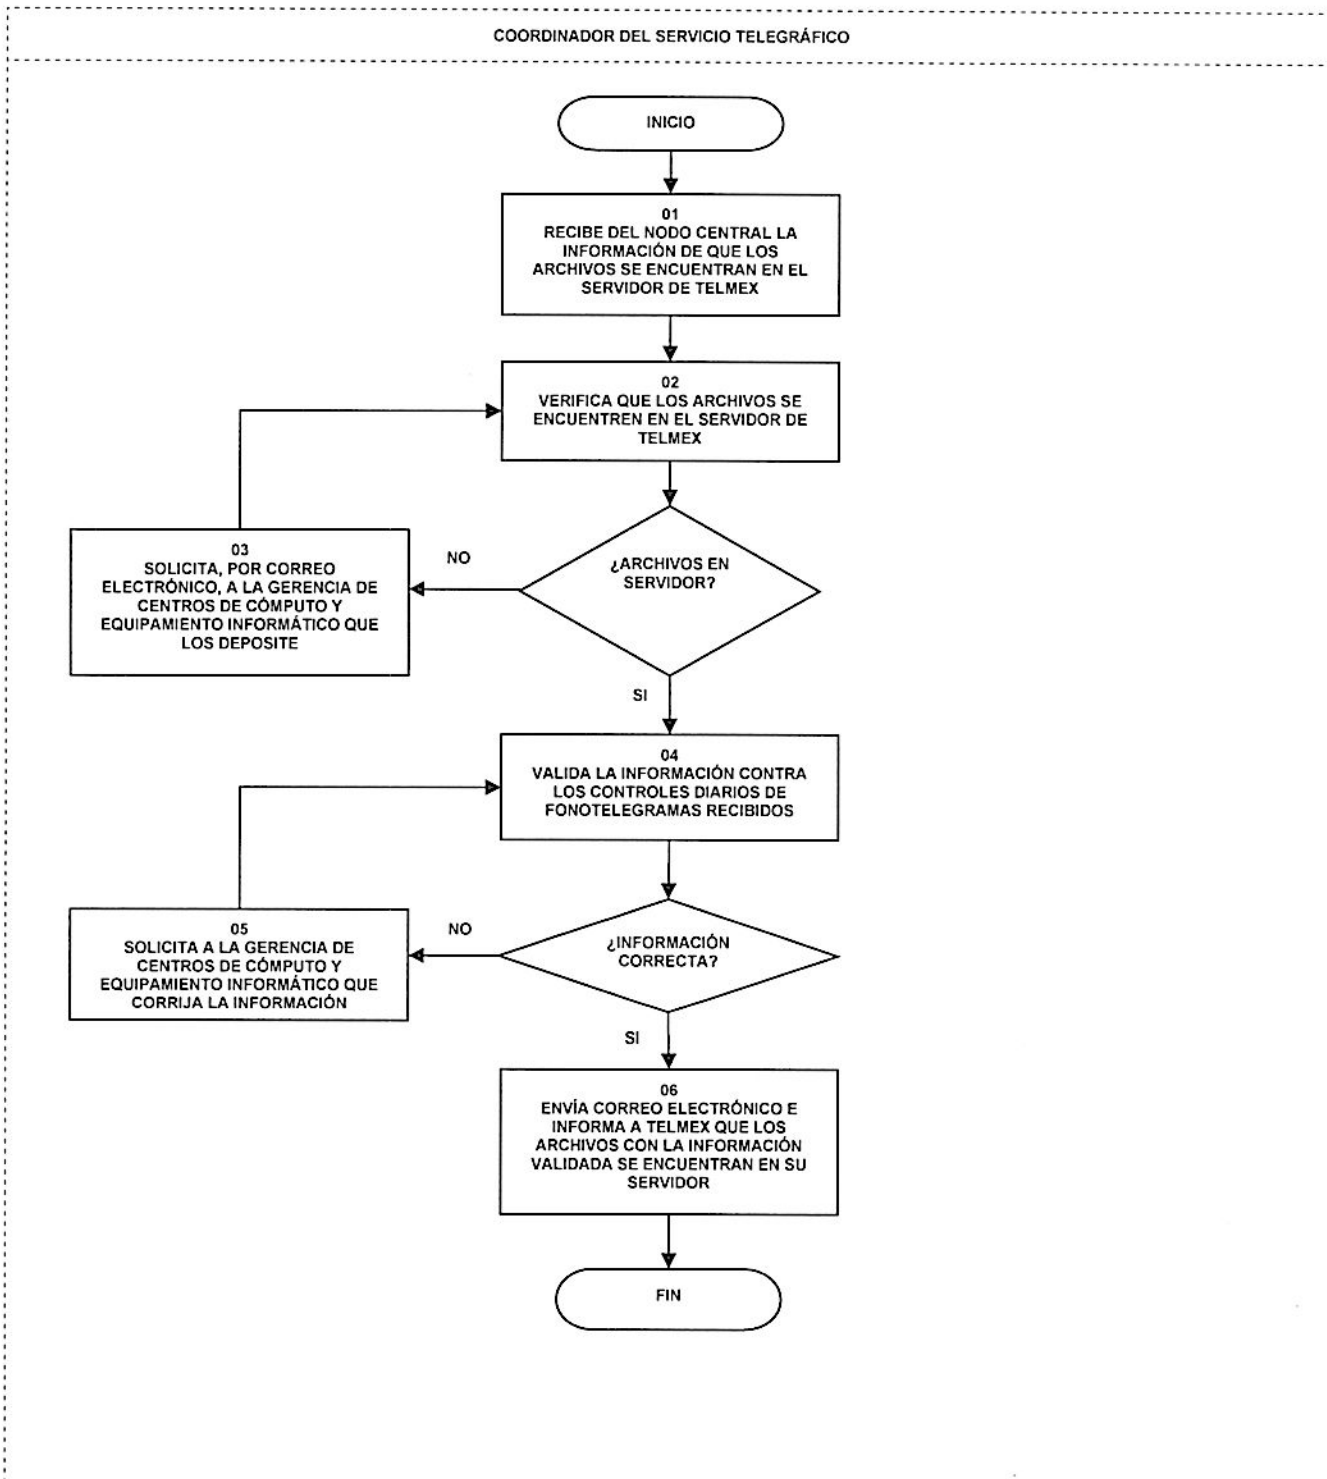 COORDINADOR DEL SERVICIO TELEGRÁFICO
INICIO
01
RECIBE DEL NODO CENTRAL LA
INFORMACIÓN DE QUE LOS
ARCHIVOS SE ENCUENTRAN EN EL
SERVIDOR DE TELMEX
02
VERIFICA QUE LOS ARCHIVOS SE
ENCUENTREN EN EL SERVIDOR DE
TELMEX
¿ARCHIVOS EN
SERVIDOR?
NO
03
SOLICITA, POR CORREO
ELECTRÓNICO, A LA GERENCIA DE
CENTROS DE CÓMPUTO Y
EQUIPAMIENTO INFORMÁTICO QUE
LOS DEPOSITE
SI
04
VALIDA LA INFORMACIÓN CONTRA
LOS CONTROLES DIARIOS DE
FONOTELEGRAMAS RECIBIDOS
¿INFORMACIÓN
CORRECTA?
NO
05
SOLICITA A LA GERENCIA DE
CENTROS DE CÓMPUTO Y
EQUIPAMIENTO INFORMÁTICO QUE
CORRIJA LA INFORMACIÓN
SI
06
ENVÍA CORREO ELECTRÓNICO E
INFORMA A TELMEX QUE LOS
ARCHIVOS CON LA INFORMACIÓN
VALIDADA SE ENCUENTRAN EN SU
SERVIDOR
FIN